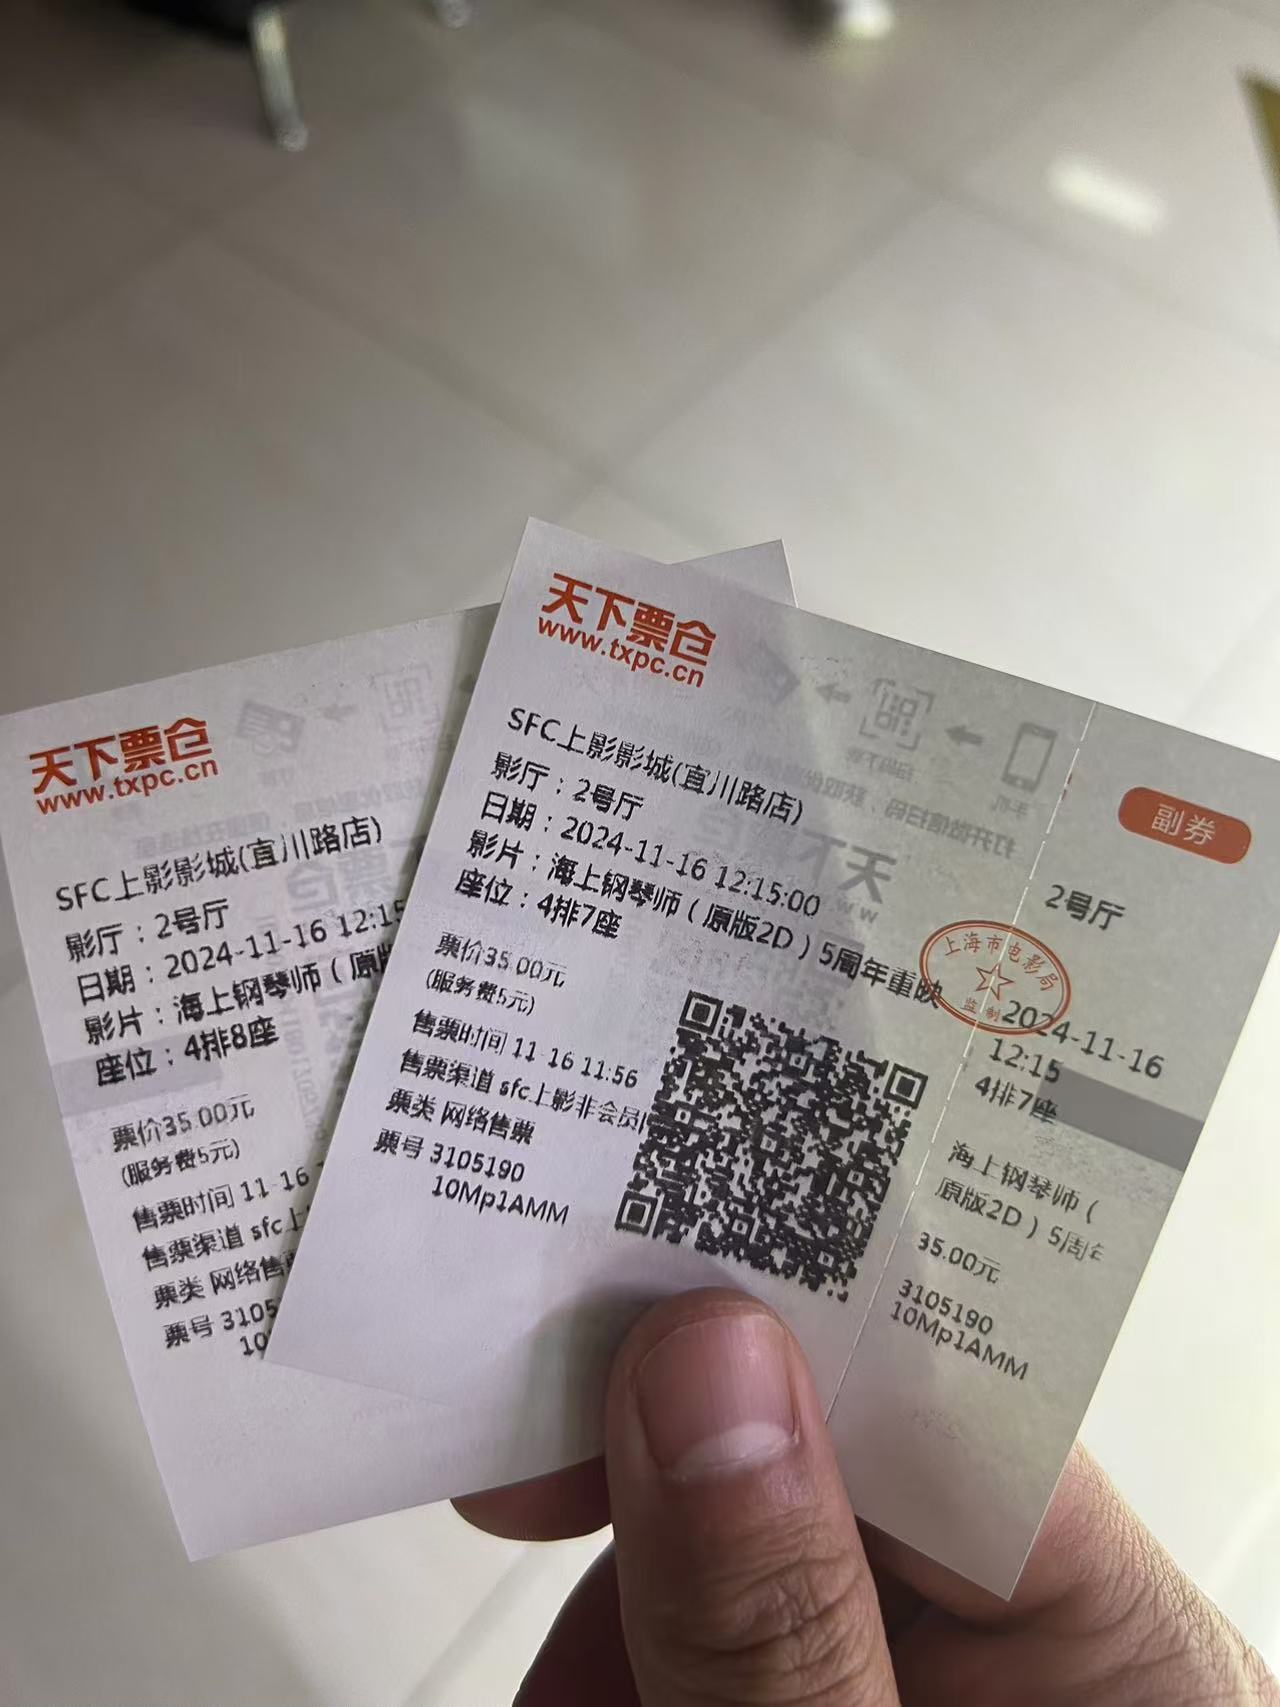 天下票仓
www.txpc.cn
SFC上影影城(宜川路店)
影厅：2号厅
日期：2024-11-16 12:15
影片：海上钢琴师（原版
座位：4排8座
票价35.00元
(服务费5元)
售票时间 11-16
售票渠道 sfc上
票类 网络售票
票号 3105
10
天下票仓
www.txpc.cn
SFC上影影城(宜川路店)
影厅：2号厅
日期：2024-11-16 12:15:00
影片：海上钢琴师（原版2D）5周年重映
座位：4排7座
票价35.00元
(服务费5元)
售票时间 11-16 11:56
售票渠道 sfc上影非会员
票类 网络售票
票号 3105190
10Mp1AMM
副券
2号厅
上海市电影局
监制
2024-11-16
12:15
4排7座
海上钢琴师（
原版2D）5周年
35.00元
3105190
10Mp1AMM